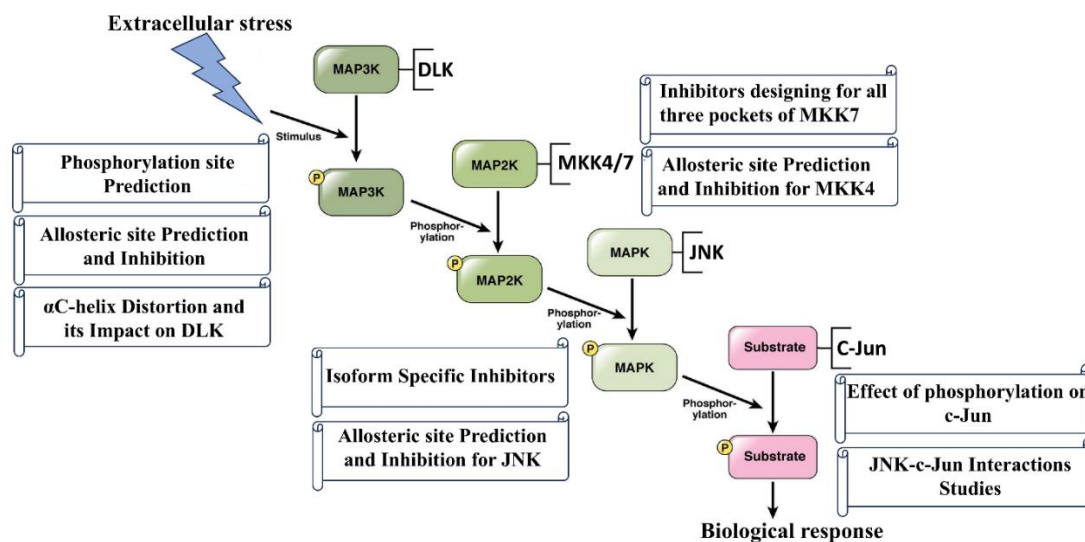 Extracellular stress
MAP3K
DLK
Stimulus
Phosphorylation site
Prediction
Allosteric site Prediction
and Inhibition
αC-helix Distortion and
its Impact on DLK
P
MAP3K
MAP2K
MKK4/7
Inhibitors designing for all
three pockets of MKK7
Allosteric site Prediction
and Inhibition for MKK4
Phosphor-
ylation
P
MAP2K
MAPK
JNK
Phosphor-
ylation
P
MAPK
Isoform Specific Inhibitors
Allosteric site Prediction
and Inhibition for JNK
Substrate
C-Jun
Phosphor-
ylation
P
Substrate
Effect of phosphorylation on
c-Jun
JNK-c-Jun Interactions
Studies
Biological response